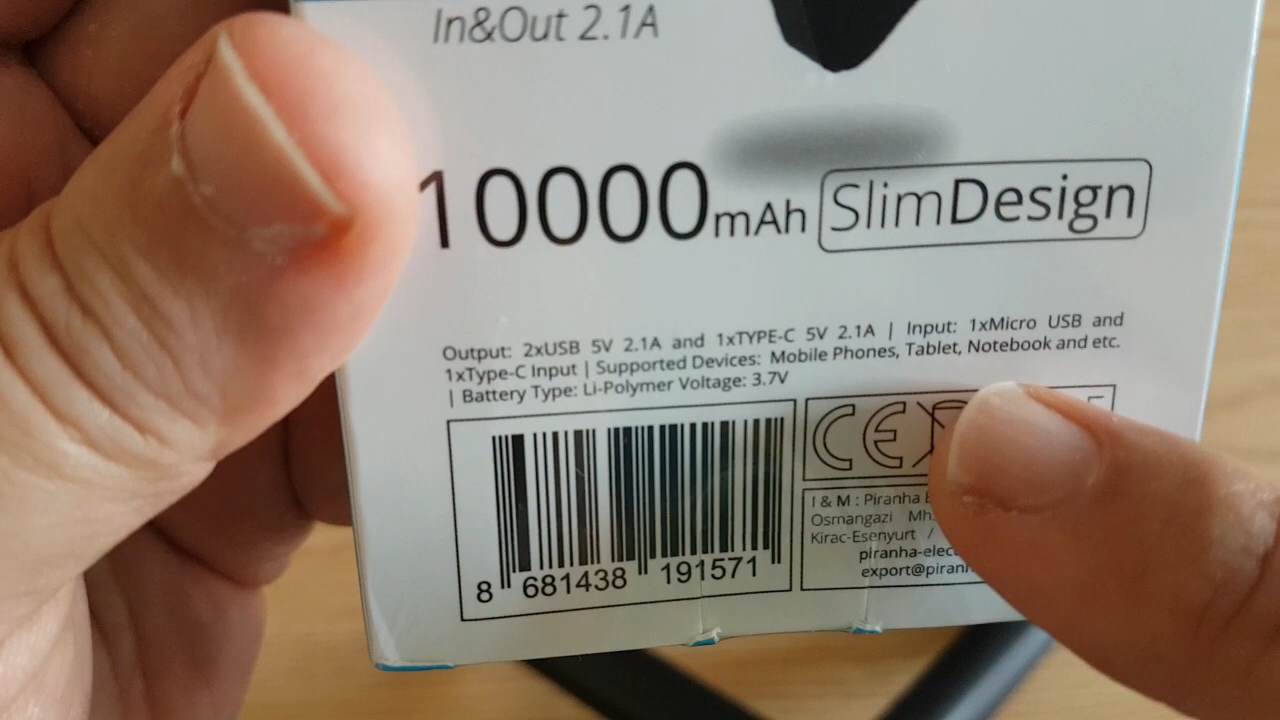 In&Out 2.1A
10000mAh SlimDesign
Output: 2xUSB 5V 2.1A and 1xTYPE-C 5V 2.1A | Input: 1xMicro USB and
1xType-C Input | Supported Devices: Mobile Phones, Tablet, Notebook and etc.
| Battery Type: Li-Polymer Voltage: 3.7V
CE
8 681438 191571
I & M : Piranha
Osmangazi Mh.
Kirac-Esenyurt /
piranha-elect
export@piran